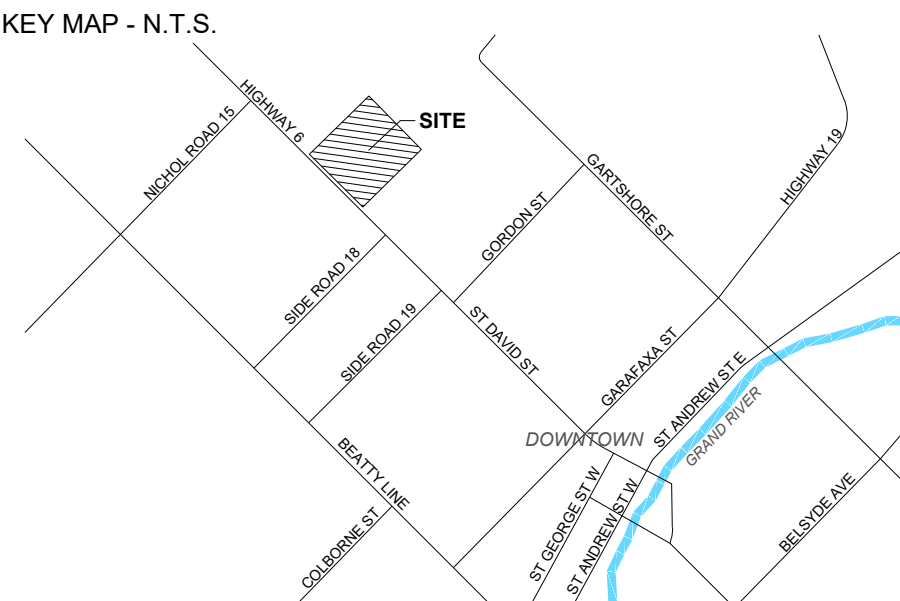 KEY MAP - N.T.S.
HIGHWAY 6
NICHOL ROAD 15
SITE
HIGHWAY 19
GARTSHORE ST
GORDON ST
SIDE ROAD 18
SIDE ROAD 19
ST DAVID ST
GARAFAXA ST
ST ANDREW ST E
GRAND RIVER
DOWNTOWN
BEATTY LINE
ST GEORGE ST W
ST ANDREW ST W
BELSYDE AVE
COLBORNE ST